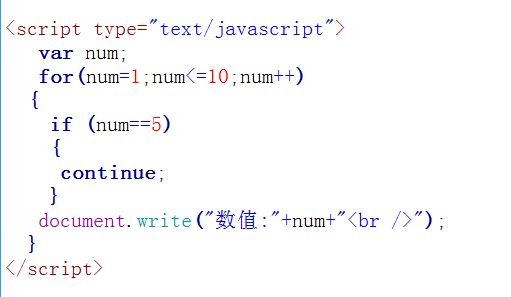 <script type="text/javascript">
var num;
for(num=1;num<=10;num++)
{
if (num==5)
{
continue;
}
document.write("数值:"+num+"<br />");
}
</script>